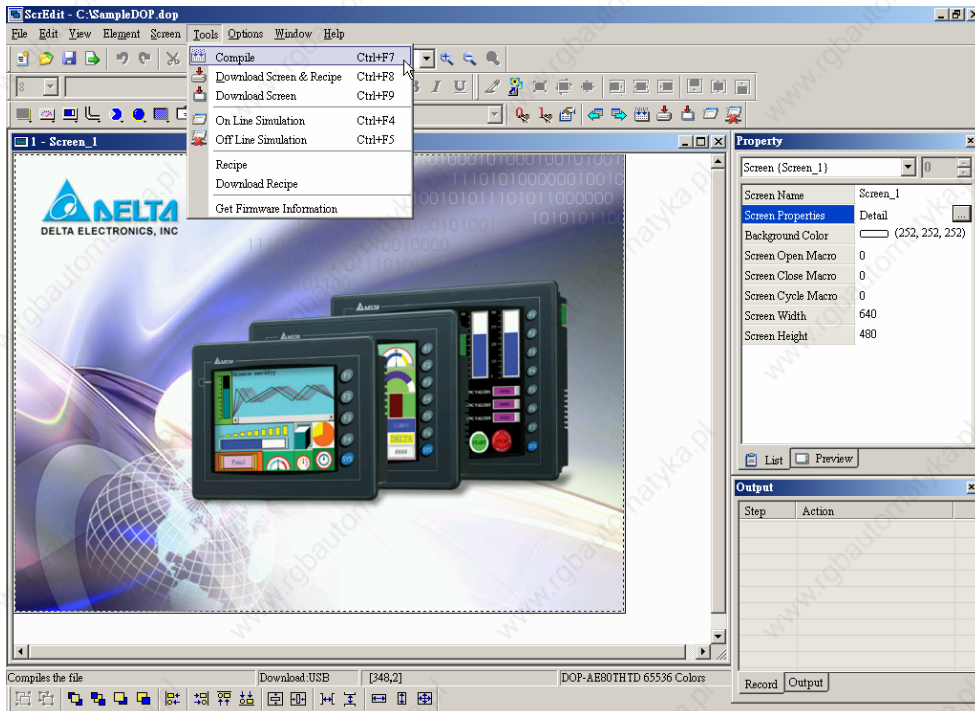 ScrEdit - C:\SampleDOP.dop
File Edit View Element Screen Tools Options Window Help
Compile Ctrl+F7
Download Screen & Recipe Ctrl+F8
Download Screen Ctrl+F9
On Line Simulation Ctrl+F4
Off Line Simulation Ctrl+F5
Recipe
Download Recipe
Get Firmware Information
8
I U
1 - Screen_1
DELTA
DELTA ELECTRONICS, INC
Property
Screen {Screen_1}
0
Screen Name Screen_1
Screen Properties Detail ...
Background Color (252, 252, 252)
Screen Open Macro 0
Screen Close Macro 0
Screen Cycle Macro 0
Screen Width 640
Screen Height 480
List Preview
Output
Step Action
Record Output
Compiles the file Download:USB [348,2] DOP-AE80THTD 65536 Colors
www.rgbautomatyka.pl